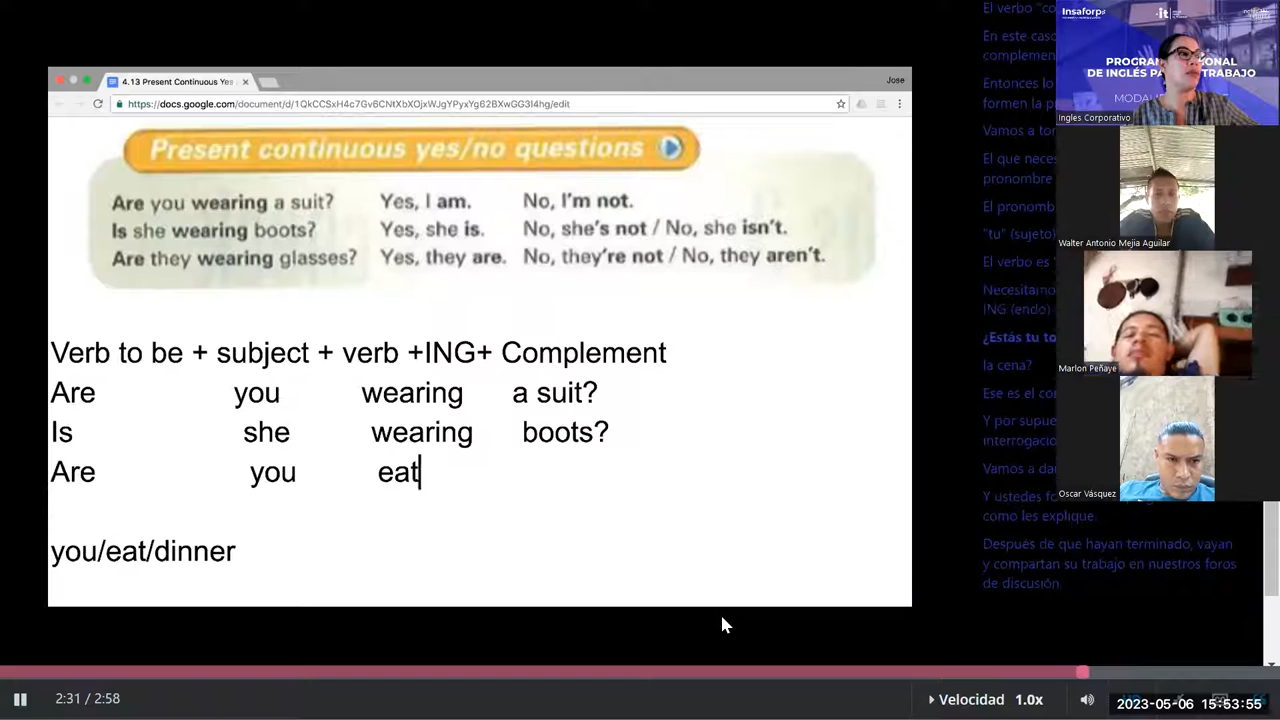 4.13 Present Continuous Yes
Jose
https://docs.google.com/document/d/1QkCCSxH4c7Gv6CNtXbXOjxWJgYPyxYg62BXwGG3I4hg/edit
Present continuous questions
Are you wearing a suit? Yes, I am. No, I'm not.
Is she wearing boots? Yes, she is. No, she's not / No, she isn't.
Are they wearing glasses? Yes, they are. No, they're not / No, they aren't.
Verb to be + subject + verb +ING+ Complement
Are you wearing a suit?
Is she wearing boots?
Are you eat
you/eat/dinner
El verbo "co
En este caso
complemen
Entonces lo
formen la p
Vamos a tor
El que neces
pronombre
El pronomb
"tu" (sujeto)
El verbo es
Necesitamo
ING (endo)
¿Estás tu to
la cena?
Ese es el co
Y por supue
interrogació
Vamos a da
Y ustedes fo
como les explique.
Después de que hayan terminado, vayan
y compartan su trabajo en nuestros foros
de discusión.
Insaforp
PROGRA ONAL
DE INGLÉS PA TRABAJO
MODAL
Ingles Corporativo
Walter Antonio Mejia Aguilar
Marlon Peñaye
Oscar Vásquez
2:31 / 2:58
Velocidad 1.0x
2023-05-06 15:53:55